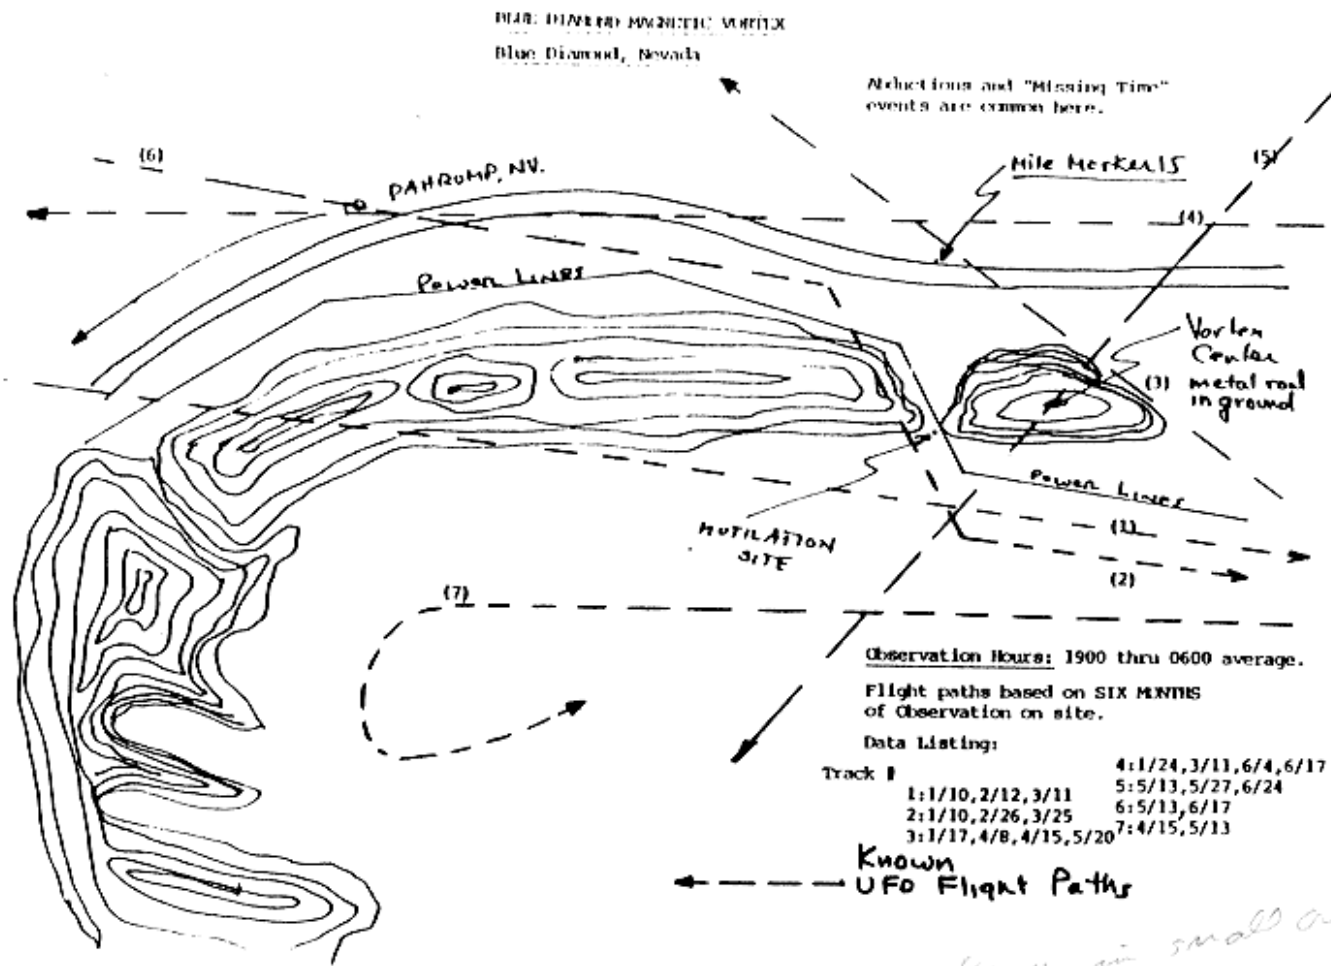 BLUE DIAMOND MAGNETIC VORTEX
Blue Diamond, Nevada
Abductions and "Missing Time"
events are common here.
Mile Marker 15
(6)
(5)
TO PAHRUMP, NV.
(4)
Power Lines
Vortex
Center
(3) metal rod
in ground
Power Lines
MUTILATION
SITE
(1)
(2)
(7)
Observation Hours: 1900 thru 0600 average.
Flight paths based on SIX MONTHS
of Observation on site.
Data Listing:
Track #
1:1/10,2/12,3/11
2:1/10,2/26,3/25
3:1/17,4/8,4/15,5/20
4:1/24,3/11,6/4,6/17
5:5/13,5/27,6/24
6:5/13,6/17
7:4/15,5/13
Known
UFO Flight Paths
in small